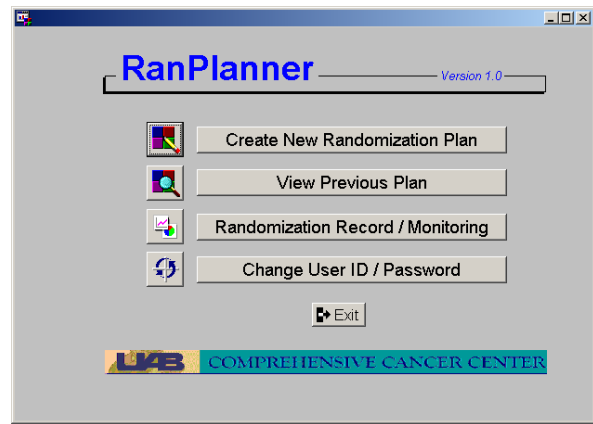 RanPlanner
Version 1.0
Create New Randomization Plan
View Previous Plan
Randomization Record / Monitoring
Change User ID / Password
Exit
UAB COMPREHENSIVE CANCER CENTER